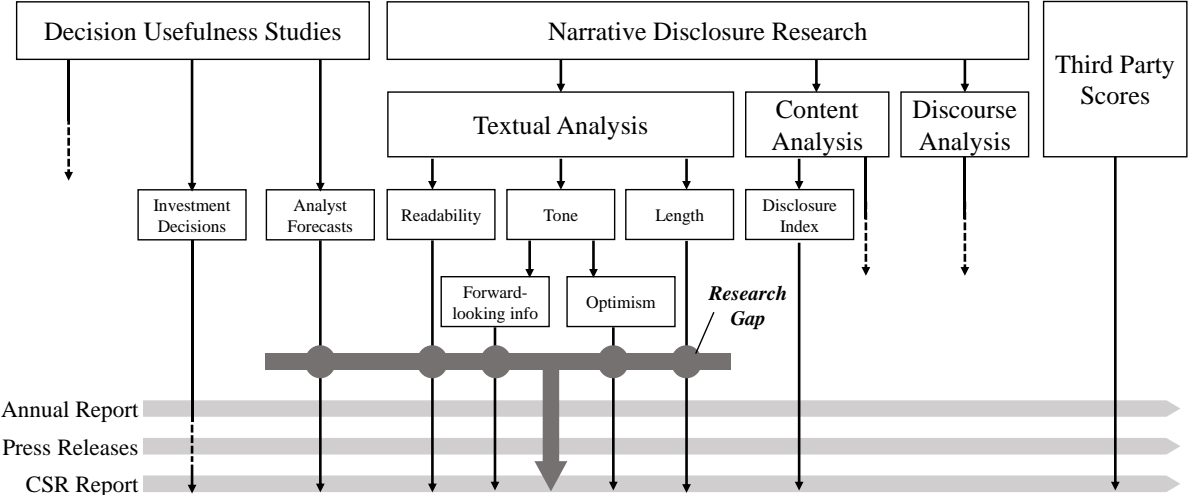 Decision Usefulness Studies
Narrative Disclosure Research
Third Party
Scores
Textual Analysis
Content
Analysis
Discourse
Analysis
Investment
Decisions
Analyst
Forecasts
Readability
Tone
Length
Disclosure
Index
Forward-
looking info
Optimism
Research
Gap
Annual Report
Press Releases
CSR Report